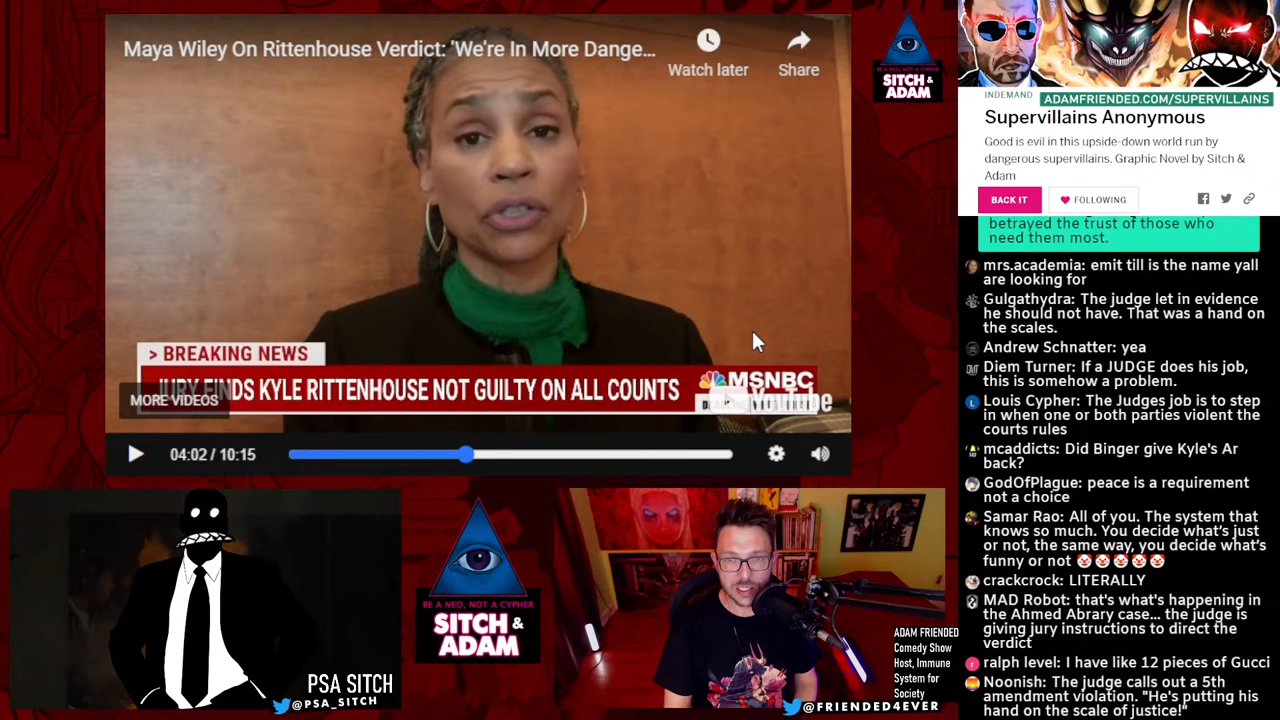 Maya Wiley On Rittenhouse Verdict: 'We're In More Dange...
Watch later
Share
BE A NEO, NOT A CYPHER
SITCH &
ADAM
> BREAKING NEWS
JURY FINDS KYLE RITTENHOUSE NOT GUILTY ON ALL COUNTS
MSNBC
YouTube
MORE VIDEOS
04:02 / 10:15
INDEMAND
ADAMFRIENDED.COM/SUPERVILLAINS
Supervillains Anonymous
Good is evil in this upside-down world run by
dangerous supervillains. Graphic Novel by Sitch &
Adam
BACK IT
FOLLOWING
betrayed the trust of those who
need them most.
mrs.academia: emit till is the name yall
are looking for
Gulgathydra: The judge let in evidence
he should not have. That was a hand on
the scales.
Andrew Schnatter: yea
Diem Turner: If a JUDGE does his job,
this is somehow a problem.
Louis Cypher: The Judges job is to step
in when one or both parties violent the
courts rules
mcaddicts: Did Binger give Kyle's Ar
back?
GodOfPlague: peace is a requirement
not a choice
Samar Rao: All of you. The system that
knows so much. You decide what's just
or not, the same way, you decide what's
funny or not 🤡🤡🤡🤡🤡
crackcrock: LITERALLY
MAD Robot: that's what's happening in
the Ahmed Abrary case... the judge is
giving jury instructions to direct the
verdict
ralph level: I have like 12 pieces of Gucci
Noonish: The judge calls out a 5th
amendment violation. "He's putting his
hand on the scale of justice!"
PSA SITCH
@PSA_SITCH
BE A NEO, NOT A CYPHER
SITCH &
ADAM
ADAM FRIENDED
Comedy Show
Host, Immune
System for
Society
@FRIENDED4EVER